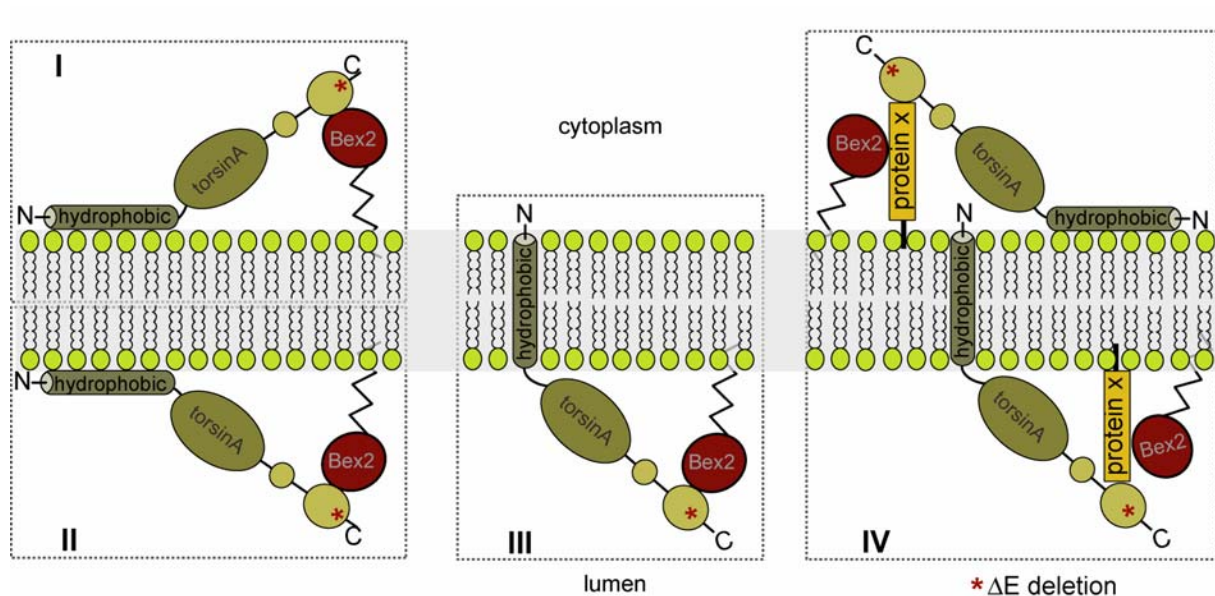 I
C
*
Bex2
torsinA
N
hydrophobic
N
hydrophobic
torsinA
Bex2
*
C
II
cytoplasm
N
hydrophobic
torsinA
Bex2
*
C
III
lumen
C
*
Bex2
protein x
torsinA
hydrophobic
N
N
hydrophobic
torsinA
protein x
Bex2
*
C
IV
* ΔE deletion